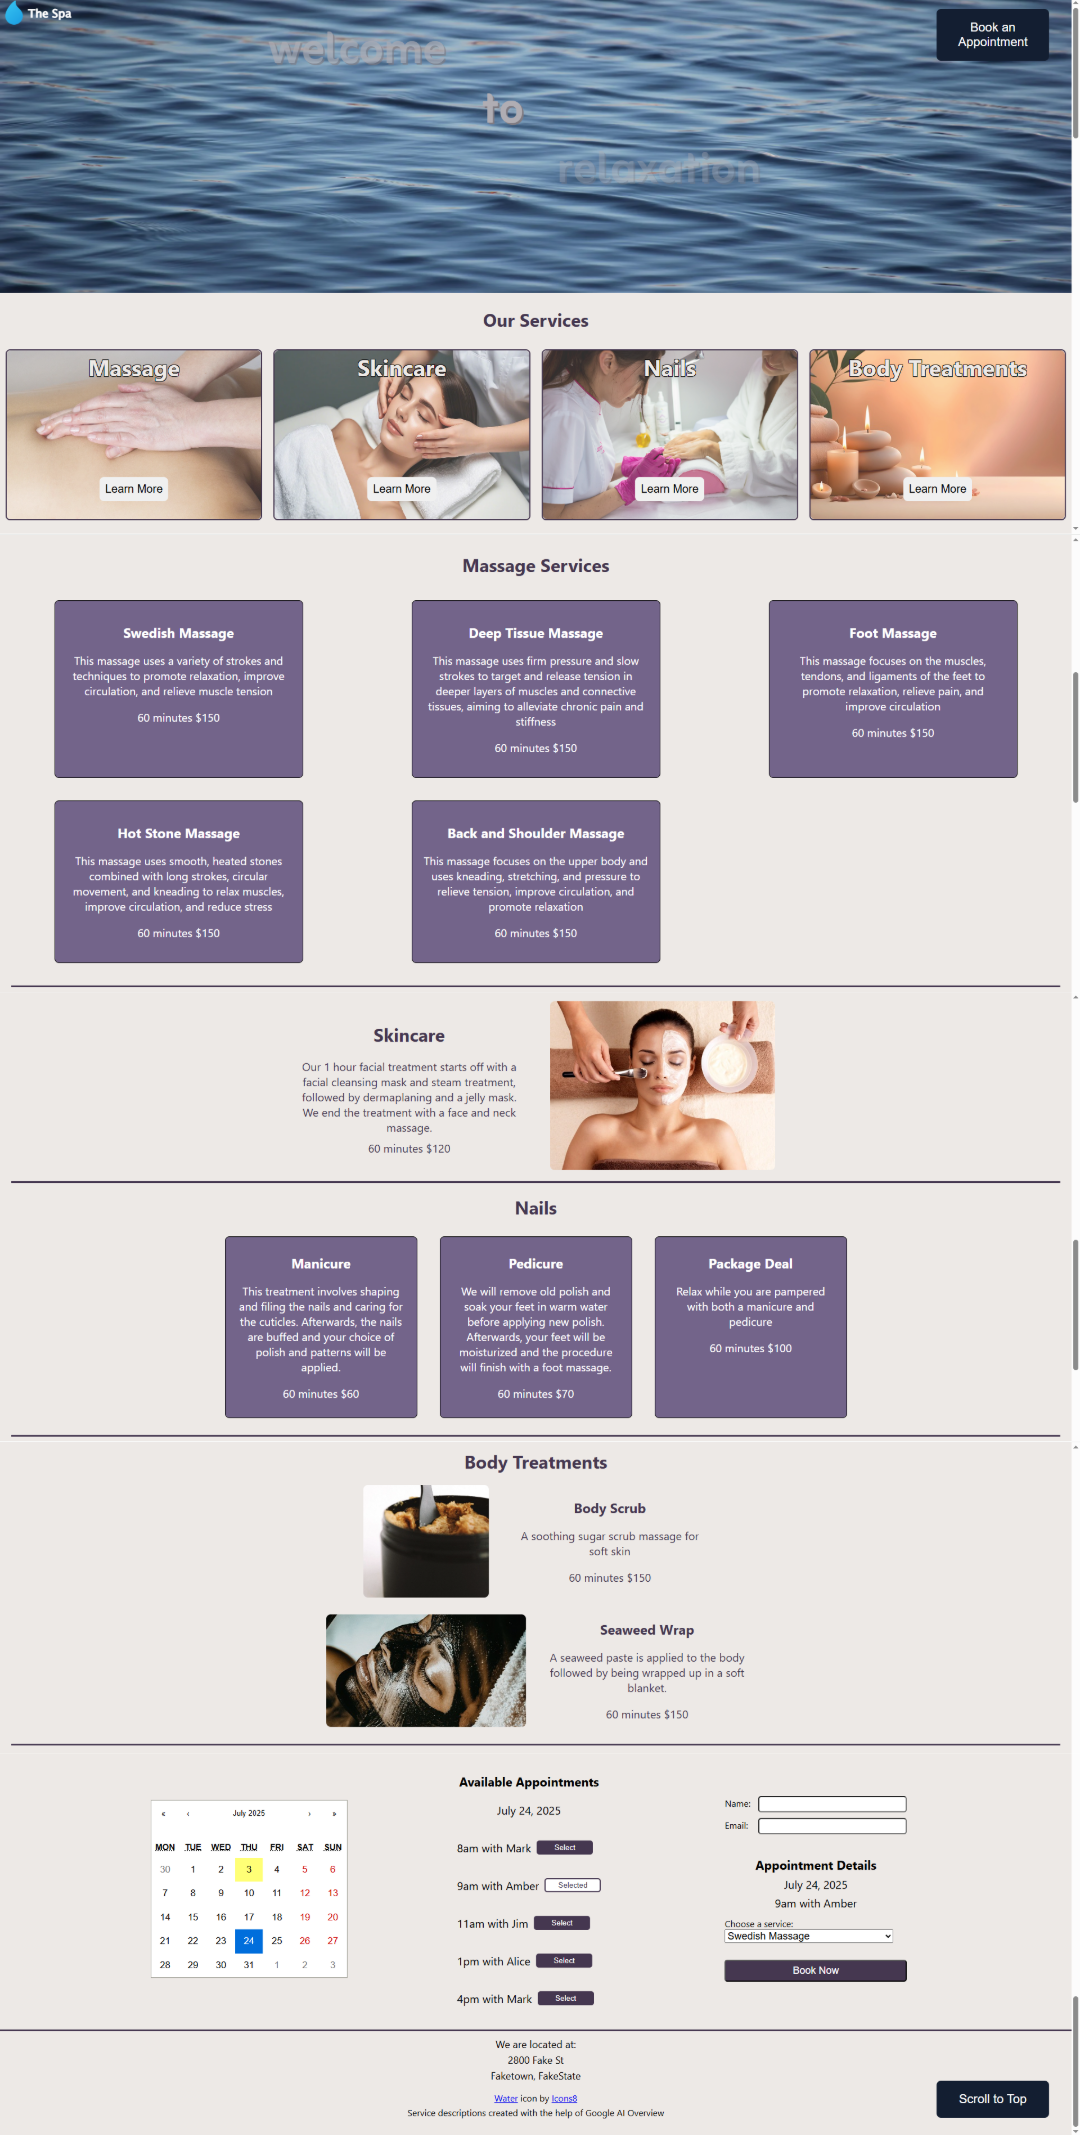 The Spa
Book an
Appointment
welcome
to
relaxation
Our Services
Massage
Skincare
Nails
Body Treatments
Learn More
Learn More
Learn More
Learn More
Massage Services
Swedish Massage
This massage uses a variety of strokes and
techniques to promote relaxation, improve
circulation, and relieve muscle tension
60 minutes $150
Deep Tissue Massage
This massage uses firm pressure and slow
strokes to target and release tension in
deeper layers of muscles and connective
tissues, aiming to alleviate chronic pain and
stiffness
60 minutes $150
Foot Massage
This massage focuses on the muscles,
tendons, and ligaments of the feet to
promote relaxation, relieve pain, and
improve circulation
60 minutes $150
Hot Stone Massage
This massage uses smooth, heated stones
combined with long strokes, circular
movement, and kneading to relax muscles,
improve circulation, and reduce stress
60 minutes $150
Back and Shoulder Massage
This massage focuses on the upper body and
uses kneading, stretching, and pressure to
relieve tension, improve circulation, and
promote relaxation
60 minutes $150
Skincare
Our 1 hour facial treatment starts off with a
facial cleansing mask and steam treatment,
followed by dermaplaning and a jelly mask.
We end the treatment with a face and neck
massage.
60 minutes $120
Nails
Manicure
This treatment involves shaping
and filing the nails and caring for
the cuticles. Afterwards, the nails
are buffed and your choice of
polish and patterns will be
applied.
60 minutes $60
Pedicure
We will remove old polish and
soak your feet in warm water
before applying new polish.
Afterwards, your feet will be
moisturized and the procedure
will finish with a foot massage.
60 minutes $70
Package Deal
Relax while you are pampered
with both a manicure and
pedicure
60 minutes $100
Body Treatments
Body Scrub
A soothing sugar scrub massage for
soft skin
60 minutes $150
Seaweed Wrap
A seaweed paste is applied to the body
followed by being wrapped up in a soft
blanket.
60 minutes $150
« ‹ July 2025 › »
MON TUE WED THU FRI SAT SUN
30 1 2 3 4 5 6
7 8 9 10 11 12 13
14 15 16 17 18 19 20
21 22 23 24 25 26 27
28 29 30 31 1 2 3
Available Appointments
July 24, 2025
8am with Mark Select
9am with Amber Selected
11am with Jim Select
1pm with Alice Select
4pm with Mark Select
Name:
Email:
Appointment Details
July 24, 2025
9am with Amber
Choose a service:
Swedish Massage
Book Now
We are located at:
2800 Fake St
Faketown, FakeState
Water icon by Icons8
Service descriptions created with the help of Google AI Overview
Scroll to Top